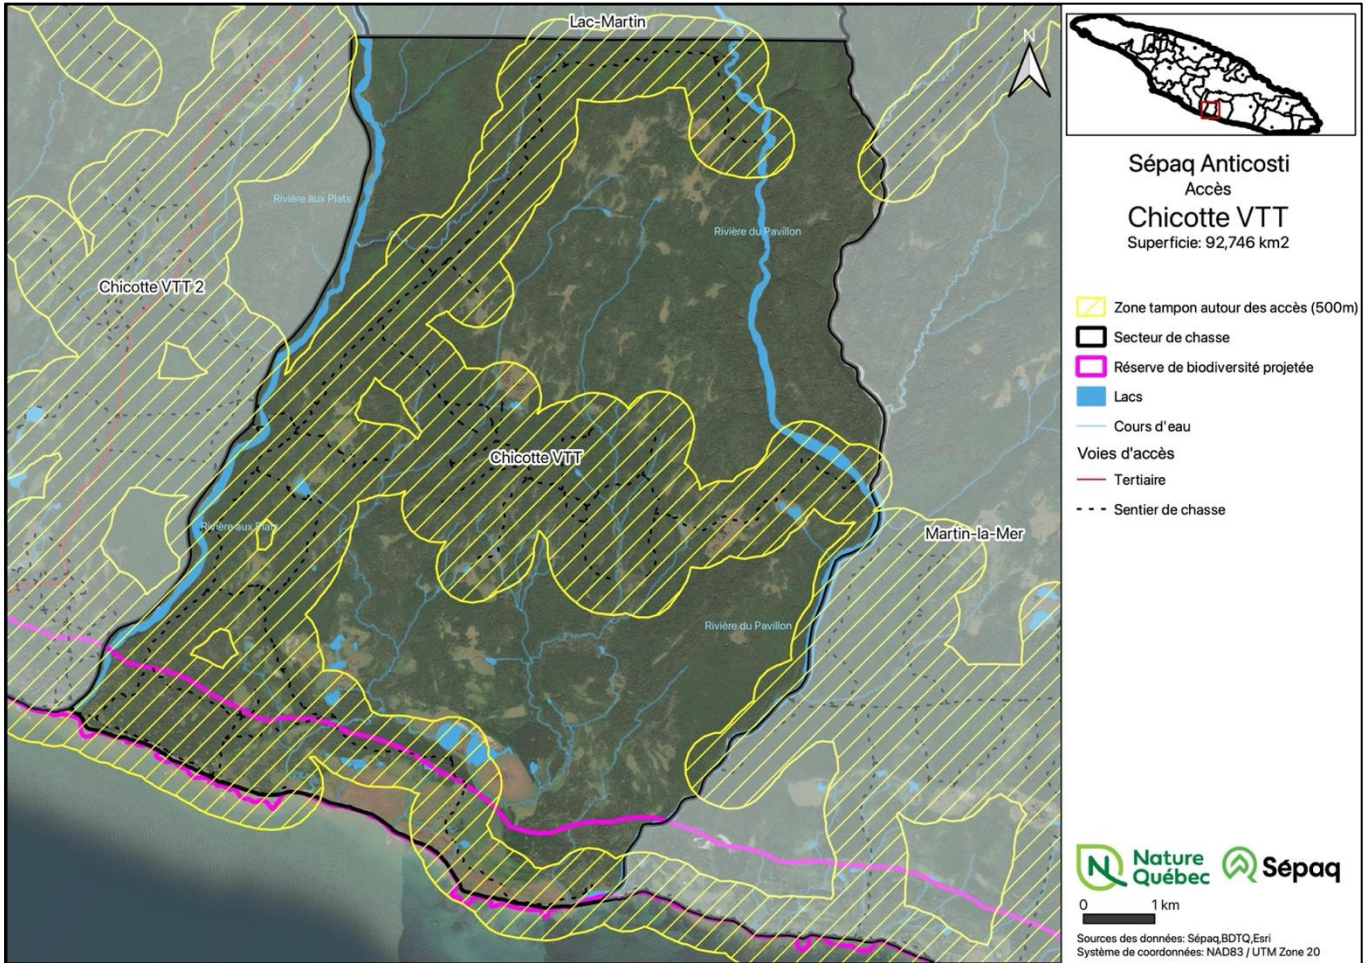 Lac-Martin
N
Rivière aux Plats
Rivière du Pavillon
Chicotte VTT 2
Chicotte VTT
Rivière aux Plats
Martin-la-Mer
Rivière du Pavillon
Sépaq Anticosti
Accès
Chicotte VTT
Superficie: 92,746 km2
Zone tampon autour des accès (500m)
Secteur de chasse
Réserve de biodiversité projetée
Lacs
Cours d'eau
Voies d'accès
Tertiaire
Sentier de chasse
Nature
Québec
Sépaq
0 1 km
Sources des données: Sépaq,BDTQ,Esri
Système de coordonnées: NAD83 / UTM Zone 20